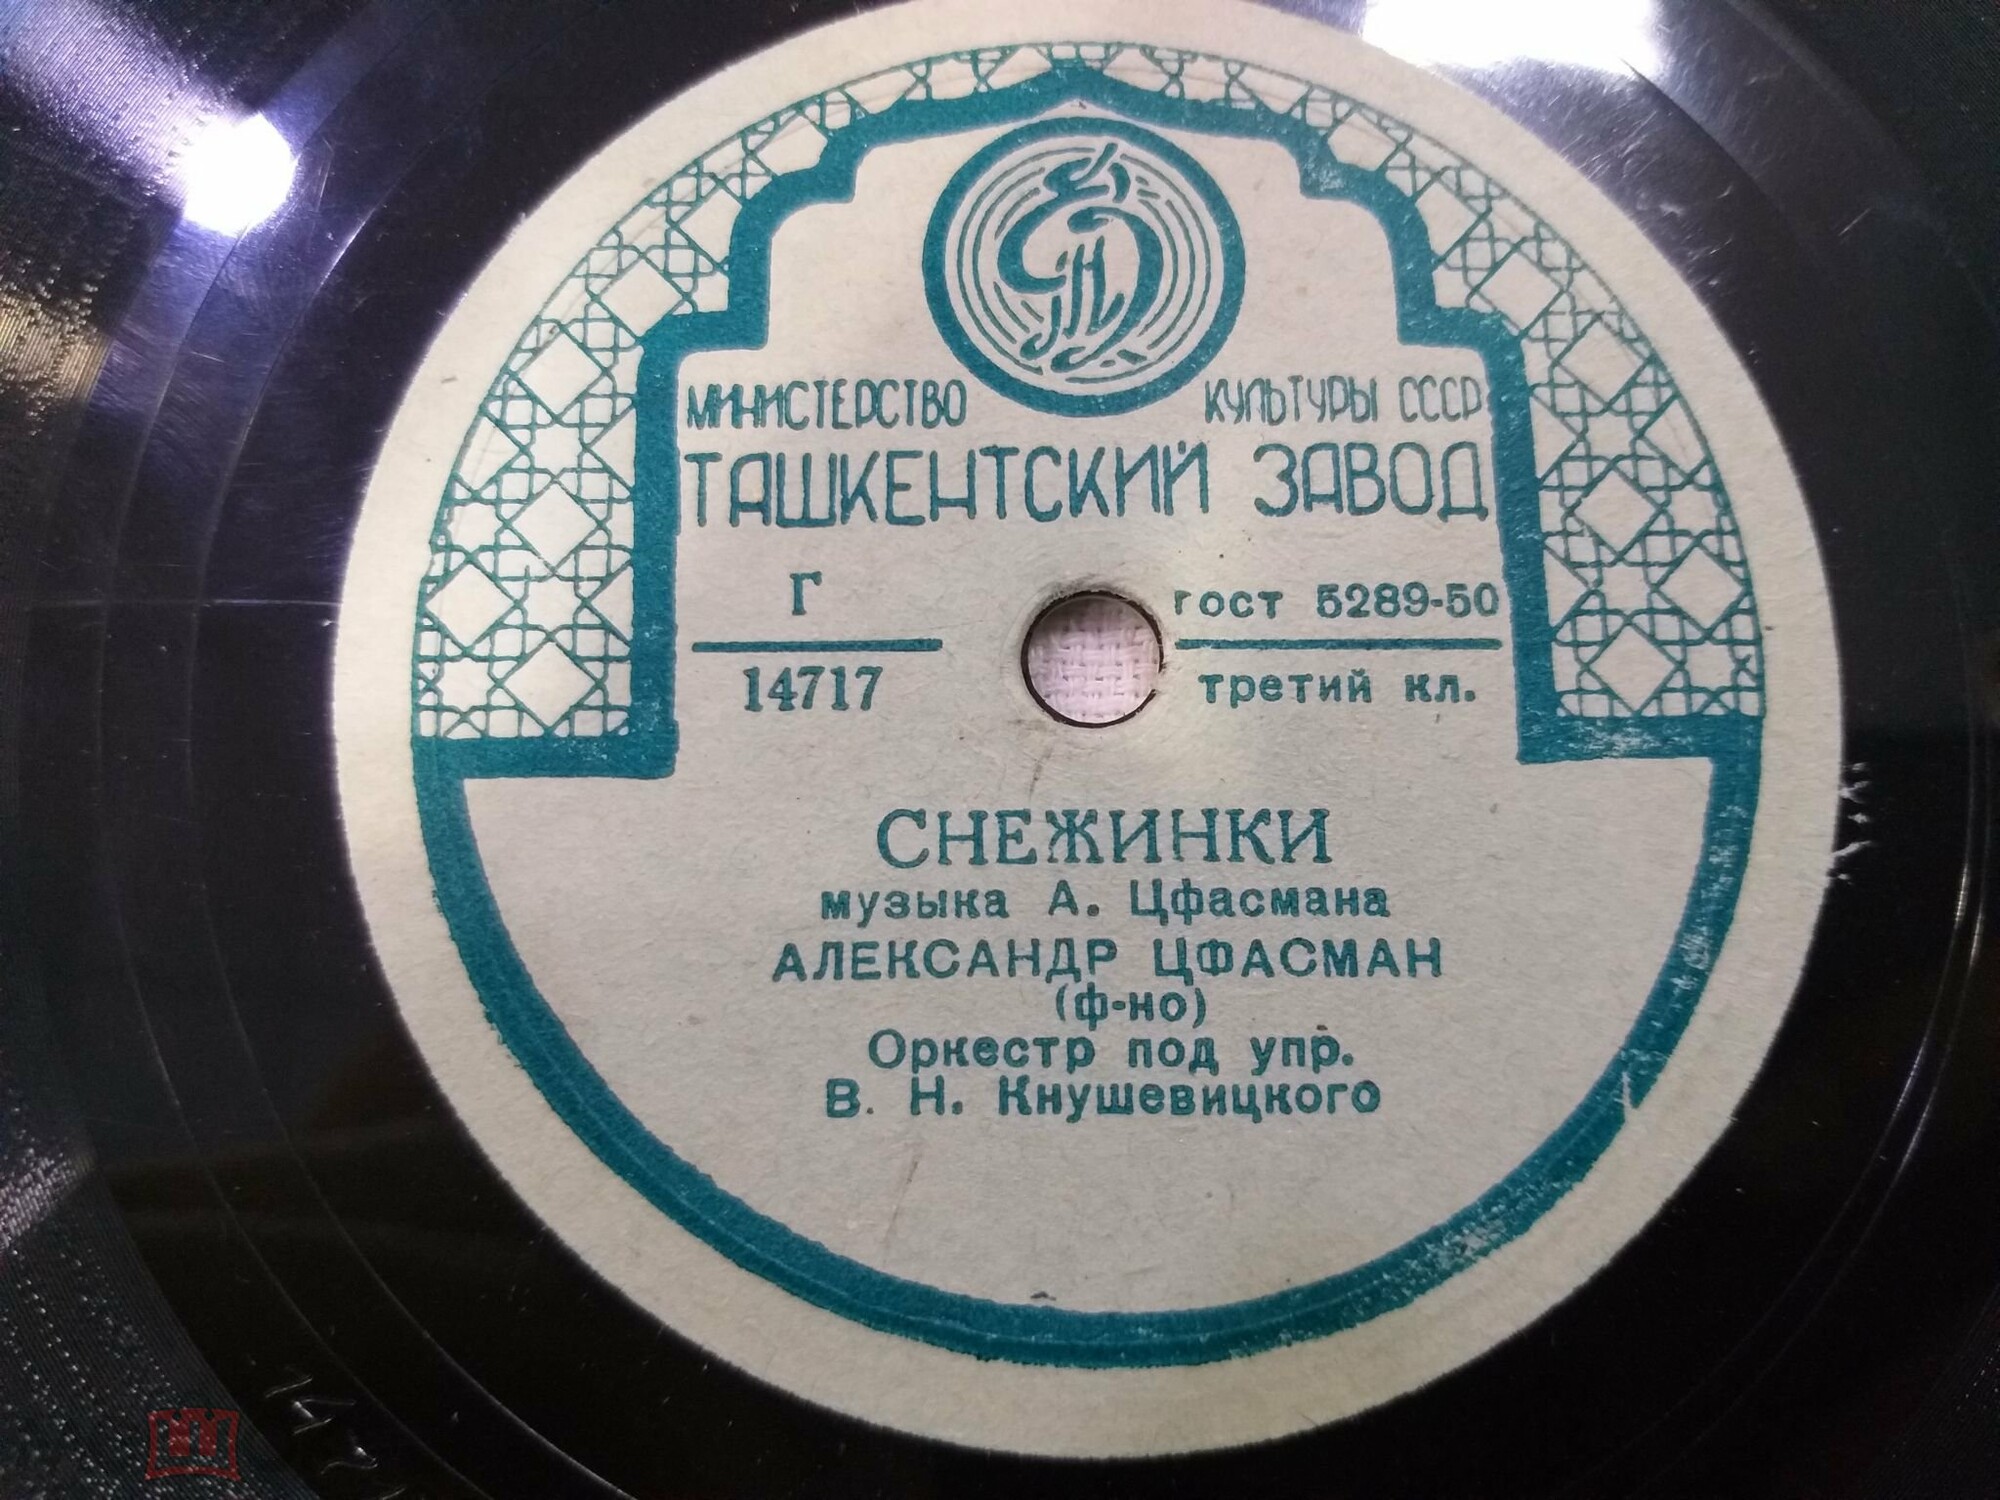 МИНИСТЕРСТВО КУЛЬТУРЫ СССР
ТАШКЕНТСКИЙ ЗАВОД
Г гост 5289-50
14717 третий кл.
СНЕЖИНКИ
музыка А. Цфасмана
АЛЕКСАНДР ЦФАСМАН
(ф-но)
Оркестр под упр.
В. Н. Кнушевицкого